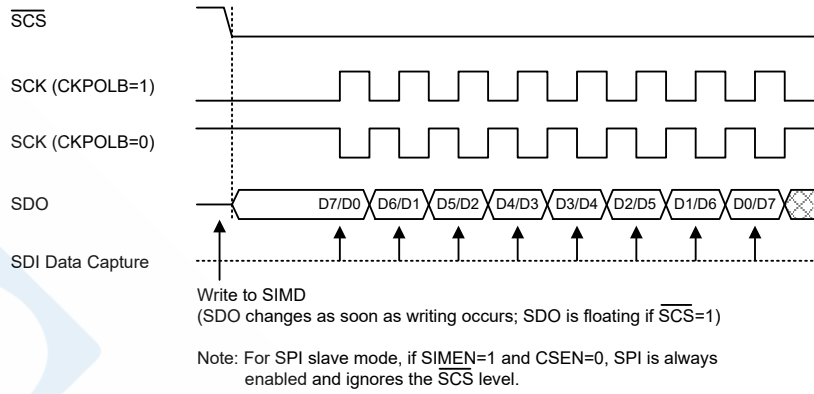 SCS
SCK (CKPOLB=1)
SCK (CKPOLB=0)
SDO
D7/D0 D6/D1 D5/D2 D4/D3 D3/D4 D2/D5 D1/D6 D0/D7
SDI Data Capture
Write to SIMD
(SDO changes as soon as writing occurs; SDO is floating if SCS=1)
Note: For SPI slave mode, if SIMEN=1 and CSEN=0, SPI is always
enabled and ignores the SCS level.